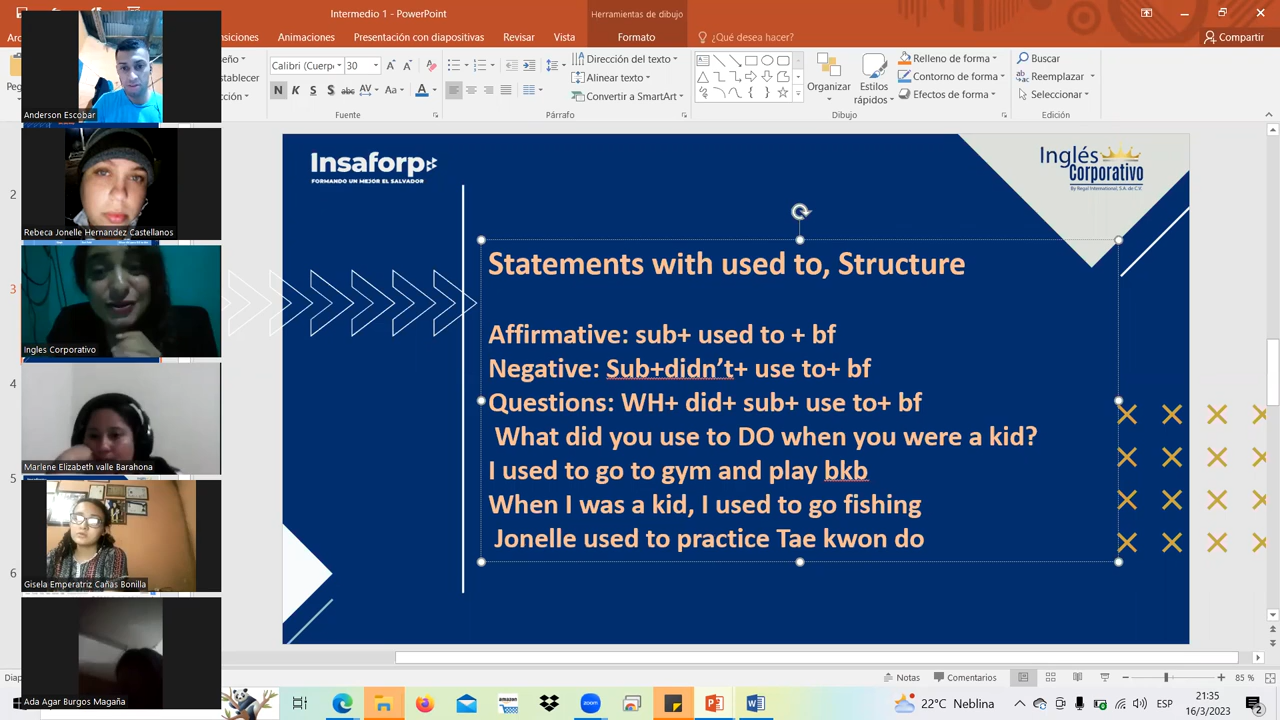 Insermedio 1 - PowerPoint
Herramientas de dibujo
siciones
Animaciones
Presentación con diapositivas
Revisar
Vista
Formato
¿Qué desea hacer?
Compartir
Calibri (Cuerp
30
Dirección del texto
Alinear texto
Convertir a SmartArt
Organizar
Estilos rápidos
Relleno de forma
Contorno de forma
Efectos de forma
Buscar
Reemplazar
Seleccionar
Fuente
Párrafo
Dibujo
Edición
Anderson Escobar
Rebeca Jonelle Hernandez Castellanos
Ingles Corporativo
Marlene Elizabeth valle Barahona
Gisela Emperatriz Cañas Bonilla
Ada Agar Burgos Magaña
Insaforp
FORMANDO UN MEJOR EL SALVADOR
Inglés
Corporativo
By Regal International, S.A. de C.V.
Statements with used to, Structure
Affirmative: sub+ used to + bf
Negative: Sub+didn't+ use to+ bf
Questions: WH+ did+ sub+ use to+ bf
What did you use to DO when you were a kid?
I used to go to gym and play bkb
When I was a kid, I used to go fishing
Jonelle used to practice Tae kwon do
Notas
Comentarios
85 %
22°C Neblina
ESP
21:35
16/3/2023
2